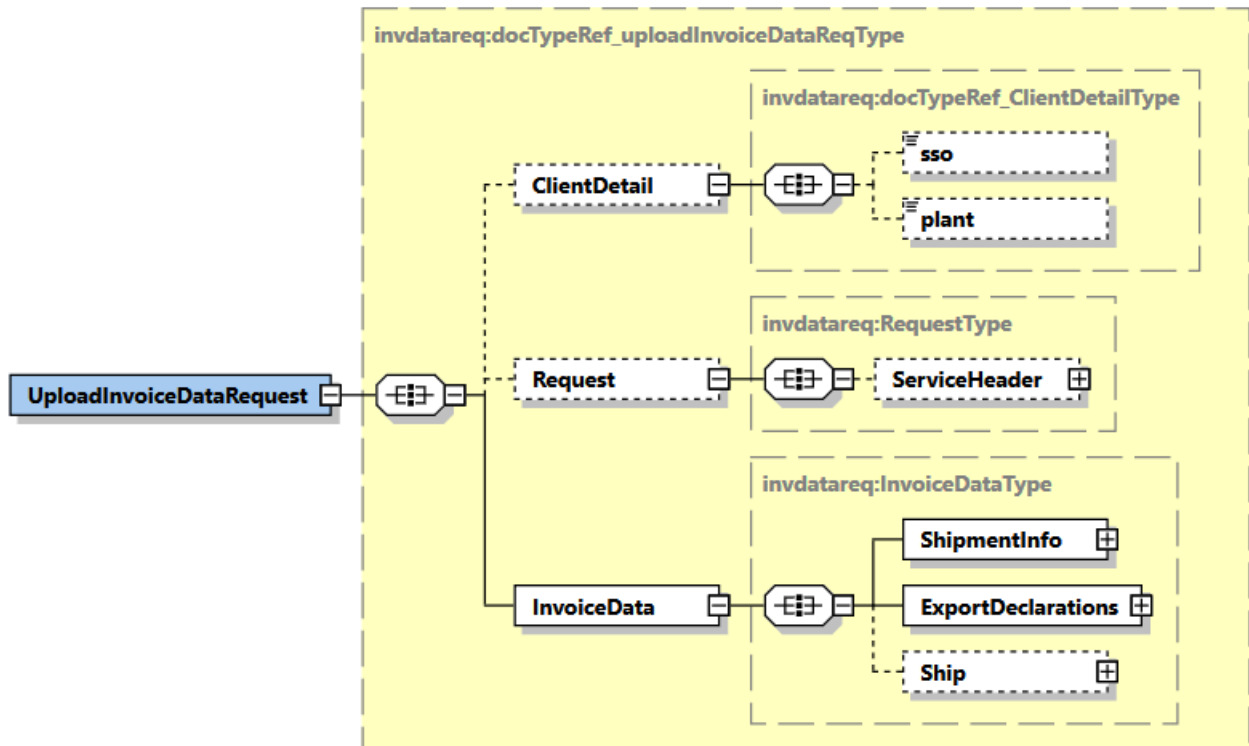 invdatareq:docTypeRef_uploadInvoiceDataReqType
invdatareq:docTypeRef_ClientDetailType
sso
ClientDetail
plant
invdatareq:RequestType
UploadInvoiceDataRequest
Request
ServiceHeader
invdatareq:InvoiceDataType
ShipmentInfo
InvoiceData
ExportDeclarations
Ship